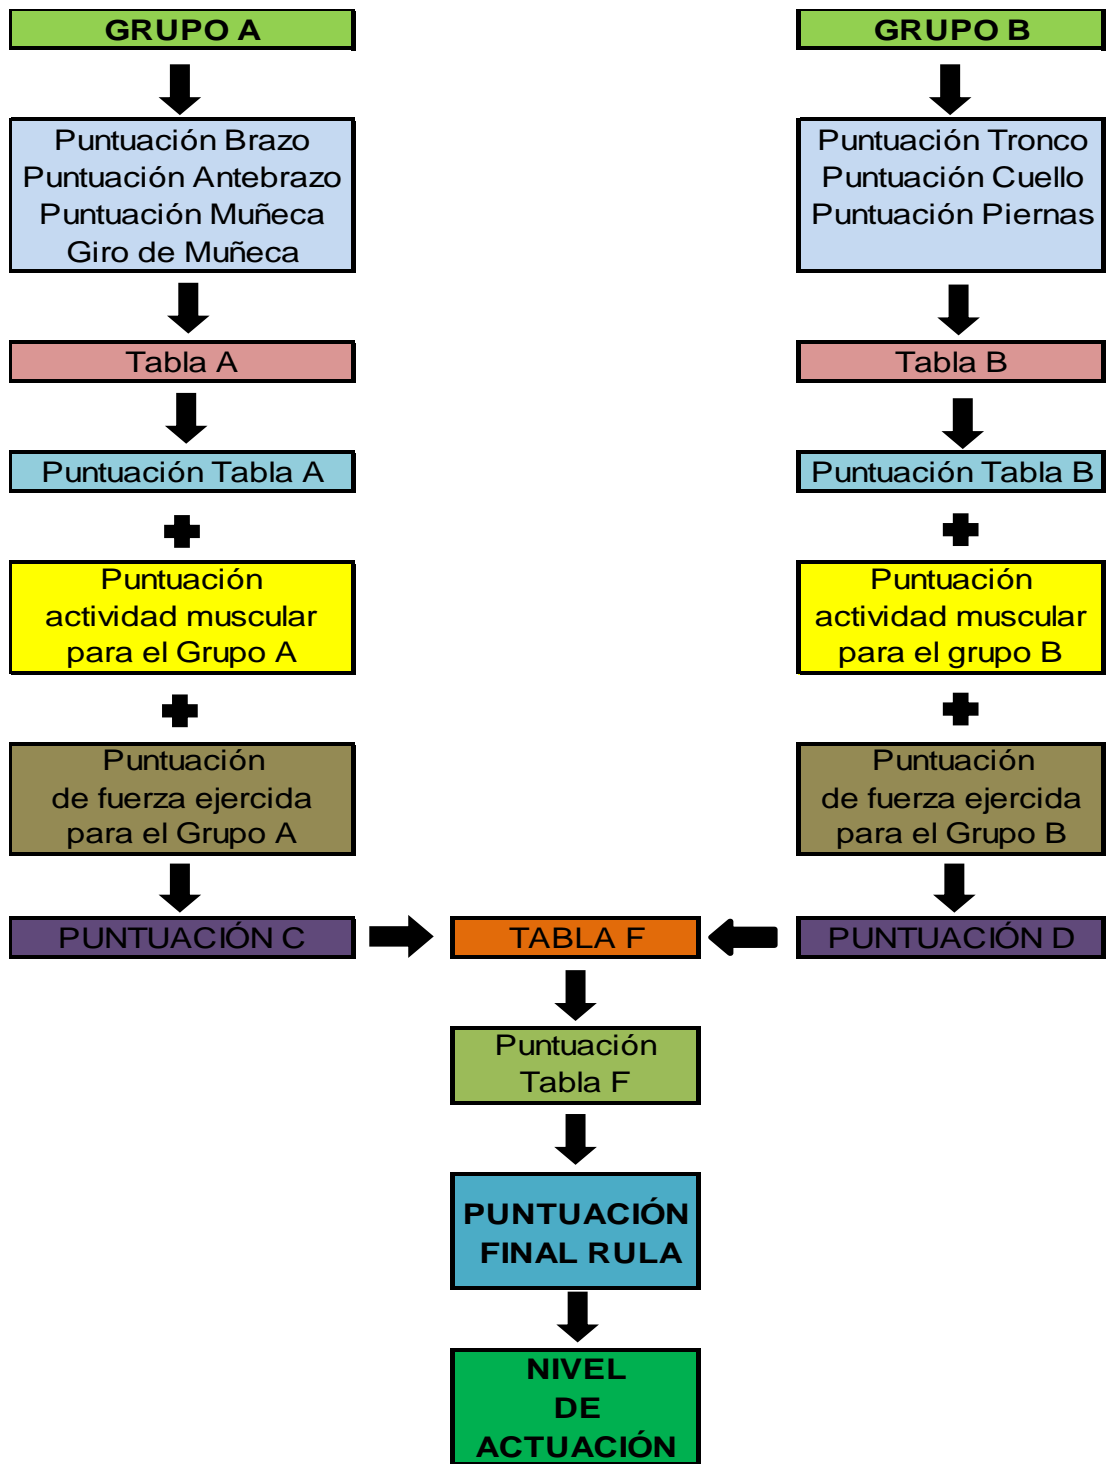 GRUPO A
Puntuación Brazo
Puntuación Antebrazo
Puntuación Muñeca
Giro de Muñeca
Tabla A
Puntuación Tabla A
Puntuación
actividad muscular
para el Grupo A
Puntuación
de fuerza ejercida
para el Grupo A
PUNTUACIÓN C
GRUPO B
Puntuación Tronco
Puntuación Cuello
Puntuación Piernas
Tabla B
Puntuación Tabla B
Puntuación
actividad muscular
para el grupo B
Puntuación
de fuerza ejercida
para el Grupo B
PUNTUACIÓN D
TABLA F
Puntuación
Tabla F
PUNTUACIÓN
FINAL RULA
NIVEL
DE
ACTUACIÓN